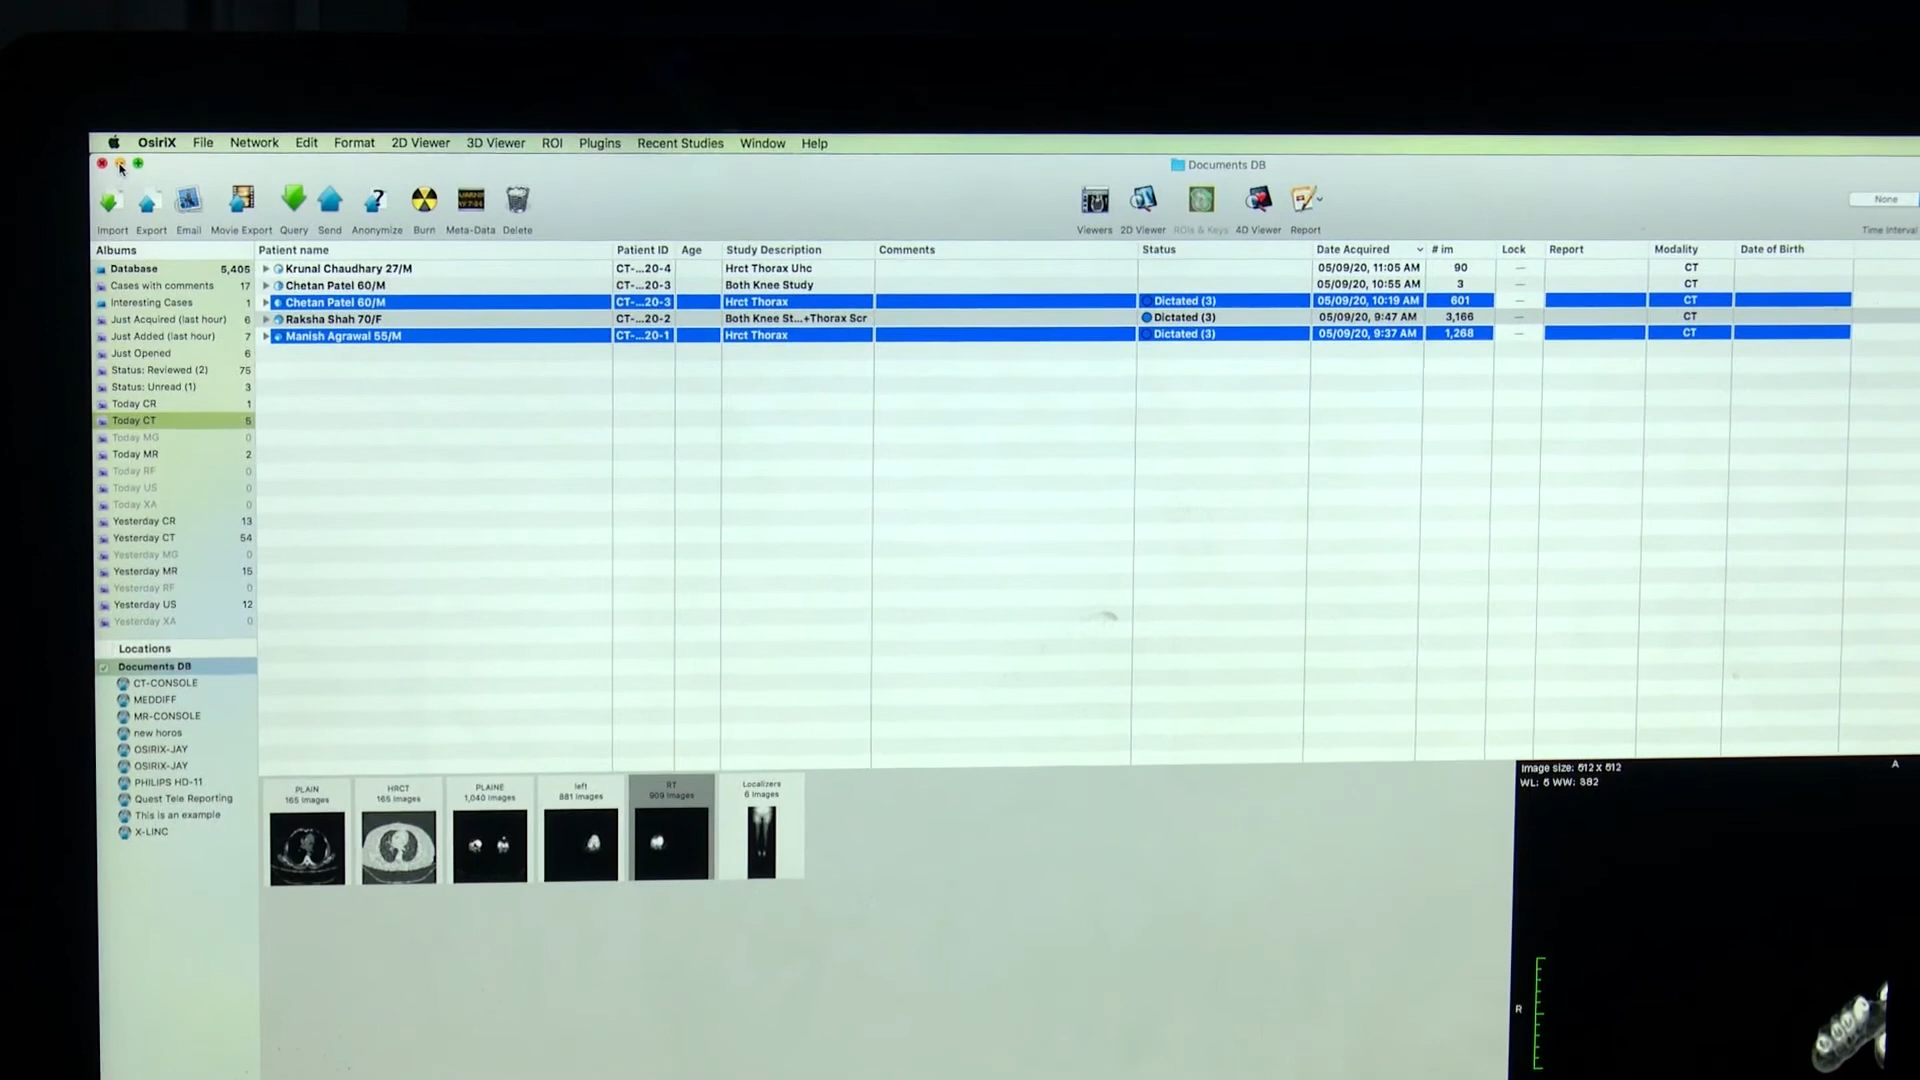 OsiriX File Network Edit Format 2D Viewer 3D Viewer ROI Plugins Recent Studies Window Help
Documents DB
None
Import Export Email Movie Export Query Send Anonymize Burn Meta-Data Delete Viewers 2D Viewer ROIs & Keys 4D Viewer Report Time Interval
Albums Patient name Patient ID Age Study Description Comments Status Date Acquired # im Lock Report Modality Date of Birth
Database 5,405 Krunal Chaudhary 27/M CT-...20-4 Hrct Thorax Uhc 05/09/20, 11:05 AM 90 CT
Cases with comments 17 Chetan Patel 60/M CT-...20-3 Both Knee Study 05/09/20, 10:55 AM 3 CT
Interesting Cases 1 Chetan Patel 60/M CT-...20-3 Hrct Thorax Dictated (3) 05/09/20, 10:19 AM 601 CT
Just Acquired (last hour) 6 Raksha Shah 70/F CT-...20-2 Both Knee St...+Thorax Scr Dictated (3) 05/09/20, 9:47 AM 3,166 CT
Just Added (last hour) 7 Manish Agrawal 55/M CT-...20-1 Hrct Thorax Dictated (3) 05/09/20, 9:37 AM 1,268 CT
Just Opened 6
Status: Reviewed (2) 75
Status: Unread (1) 3
Today CR 1
Today CT 5
Today MG 0
Today MR 2
Today RF 0
Today US 0
Today XA 0
Yesterday CR 13
Yesterday CT 54
Yesterday MG 0
Yesterday MR 15
Yesterday RF 0
Yesterday US 12
Yesterday XA 0
Locations
Documents DB
CT-CONSOLE
MEDDIFF
MR-CONSOLE
new horos
OSIRIX-JAY
OSIRIX-JAY
PHILIPS HD-11
Quest Tele Reporting
This is an example
X-LINC
PLAIN
165 Images
HRCT
165 Images
PLAINE
1,040 Images
left
881 Images
RT
909 Images
Localizers
6 Images
Image size: 512 x 512
WL: 5 WW: 382
A
R